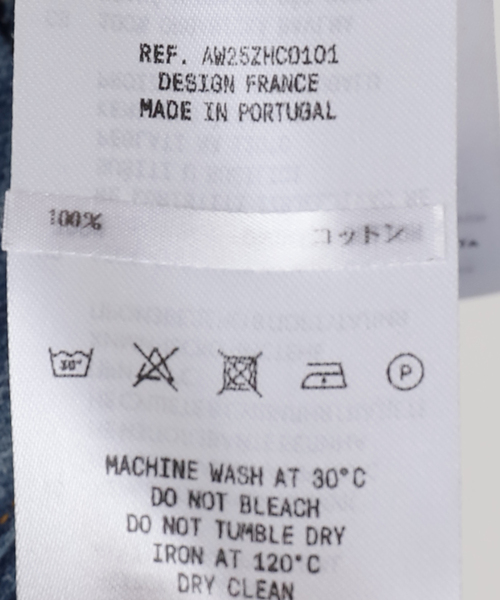 REF. AW25ZHC0101
DESIGN FRANCE
MADE IN PORTUGAL
100% コットン
30°
P
MACHINE WASH AT 30°C
DO NOT BLEACH
DO NOT TUMBLE DRY
IRON AT 120°C
DRY CLEAN